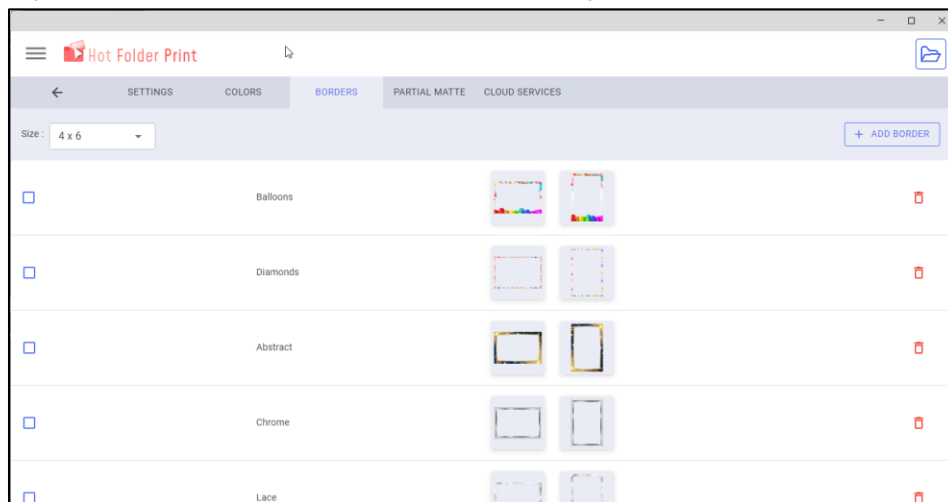 Hot Folder Print
SETTINGS COLORS BORDERS PARTIAL MATTE CLOUD SERVICES
Size : 4 x 6 + ADD BORDER
Balloons
Diamonds
Abstract
Chrome
Lace